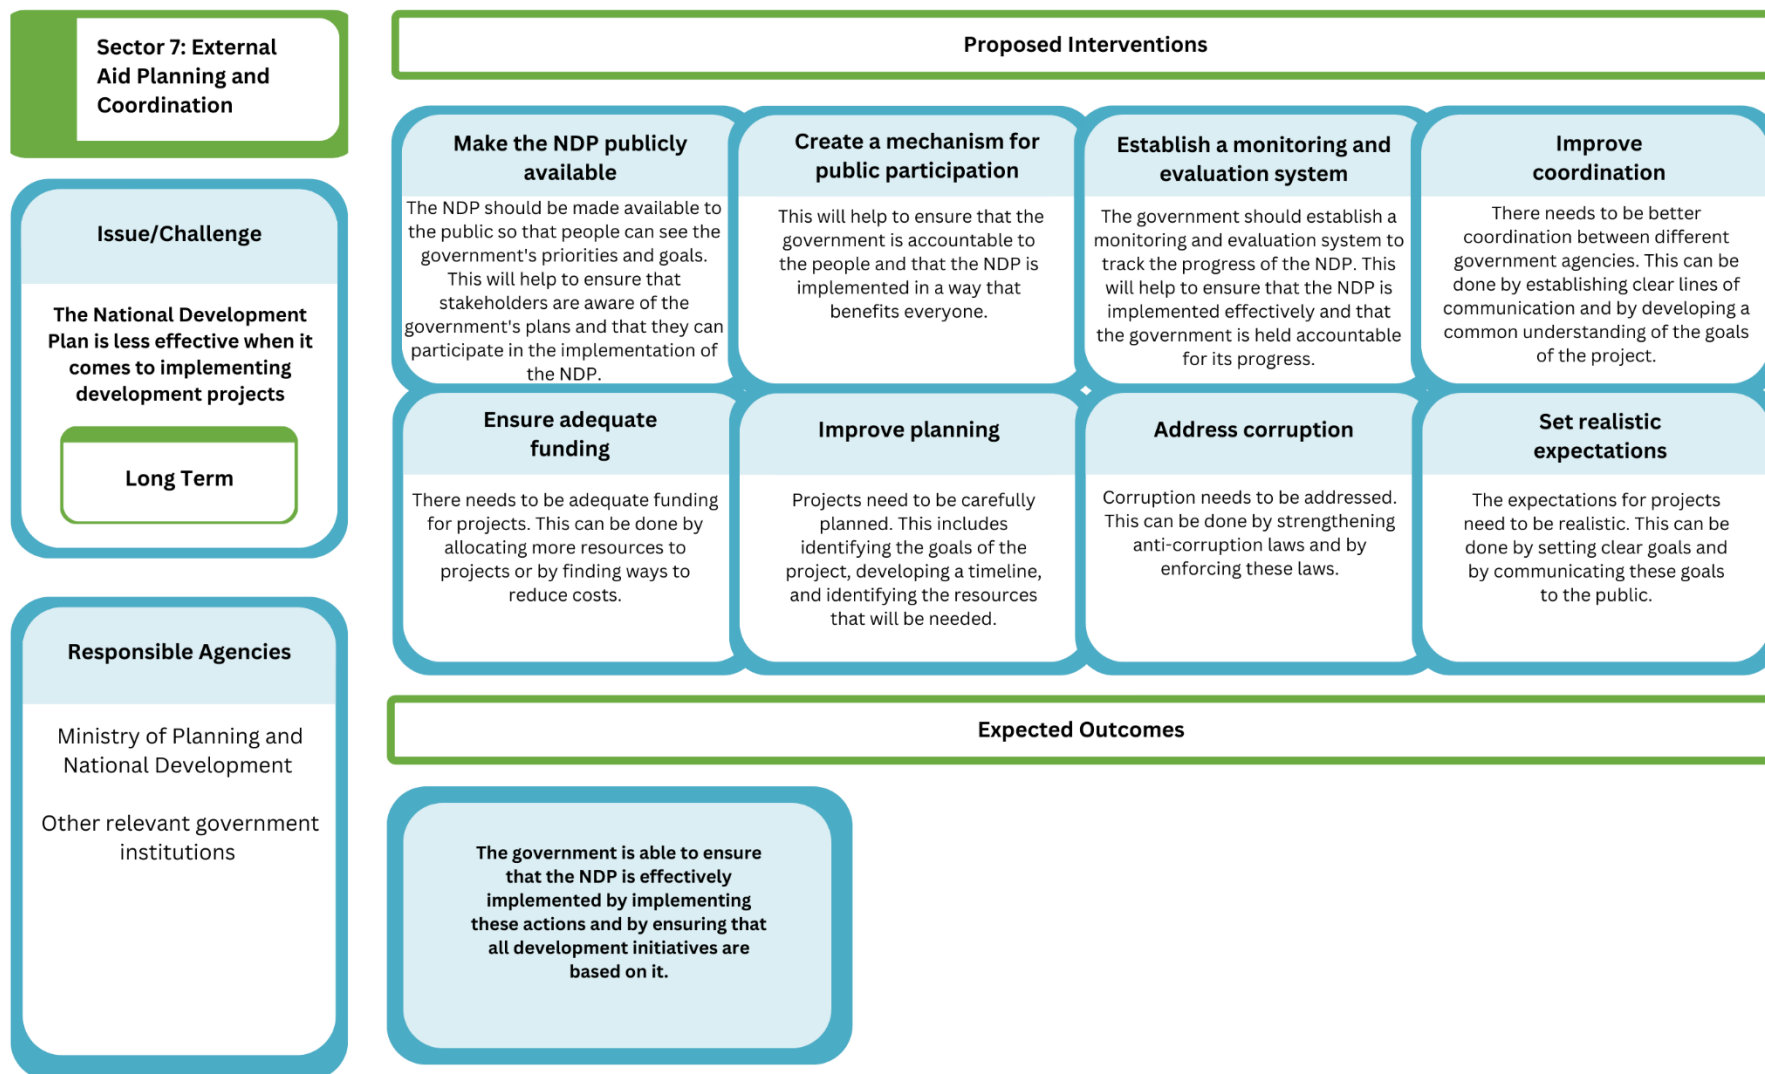 Sector 7: External
Aid Planning and
Coordination
Issue/Challenge
The National Development
Plan is less effective when it
comes to implementing
development projects
Long Term
Responsible Agencies
Ministry of Planning and
National Development
Other relevant government
institutions
Proposed Interventions
Make the NDP publicly
available
The NDP should be made available to
the public so that people can see the
government's priorities and goals.
This will help to ensure that
stakeholders are aware of the
government's plans and that they can
participate in the implementation of
the NDP.
Create a mechanism for
public participation
This will help to ensure that the
government is accountable to
the people and that the NDP is
implemented in a way that
benefits everyone.
Establish a monitoring and
evaluation system
The government should establish a
monitoring and evaluation system to
track the progress of the NDP. This
will help to ensure that the NDP is
implemented effectively and that
the government is held accountable
for its progress.
Improve
coordination
There needs to be better
coordination between different
government agencies. This can be
done by establishing clear lines of
communication and by developing a
common understanding of the goals
of the project.
Ensure adequate
funding
There needs to be adequate funding
for projects. This can be done by
allocating more resources to
projects or by finding ways to
reduce costs.
Improve planning
Projects need to be carefully
planned. This includes
identifying the goals of the
project, developing a timeline,
and identifying the resources
that will be needed.
Address corruption
Corruption needs to be addressed.
This can be done by strengthening
anti-corruption laws and by
enforcing these laws.
Set realistic
expectations
The expectations for projects
need to be realistic. This can be
done by setting clear goals and
by communicating these goals
to the public.
Expected Outcomes
The government is able to ensure
that the NDP is effectively
implemented by implementing
these actions and by ensuring that
all development initiatives are
based on it.